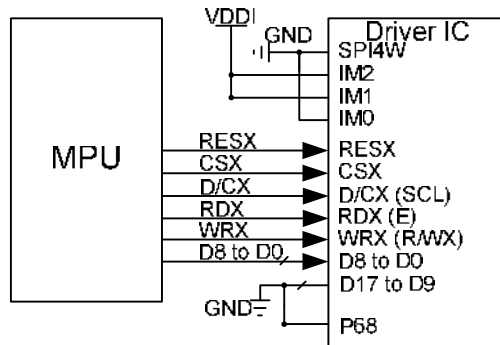 VDDI
GND
Driver IC
SPI4W
IM2
IM1
IM0
MPU
RESX
RESX
CSX
CSX
D/CX
D/CX (SCL)
RDX
RDX (E)
WRX
WRX (R/WX)
D8 to D0
D8 to D0
D17 to D9
GND
P68